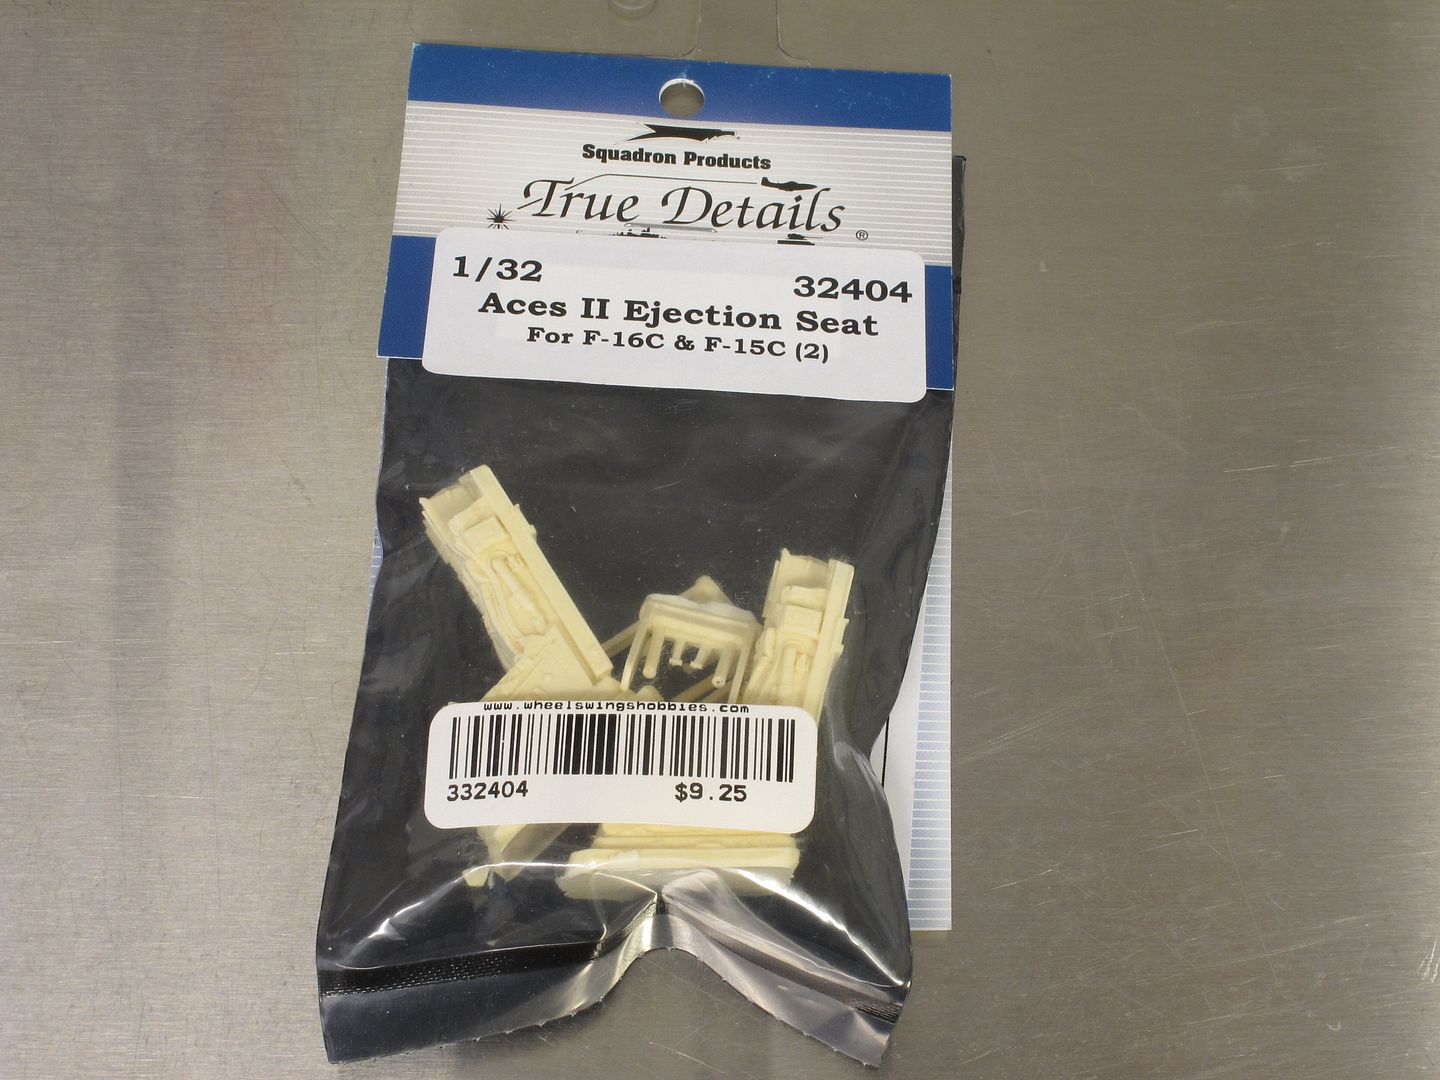 Squadron Products
True Details ®
1/32 32404
Aces II Ejection Seat
For F-16C & F-15C (2)
www.wheelswingshobbies.com
332404 $9.25